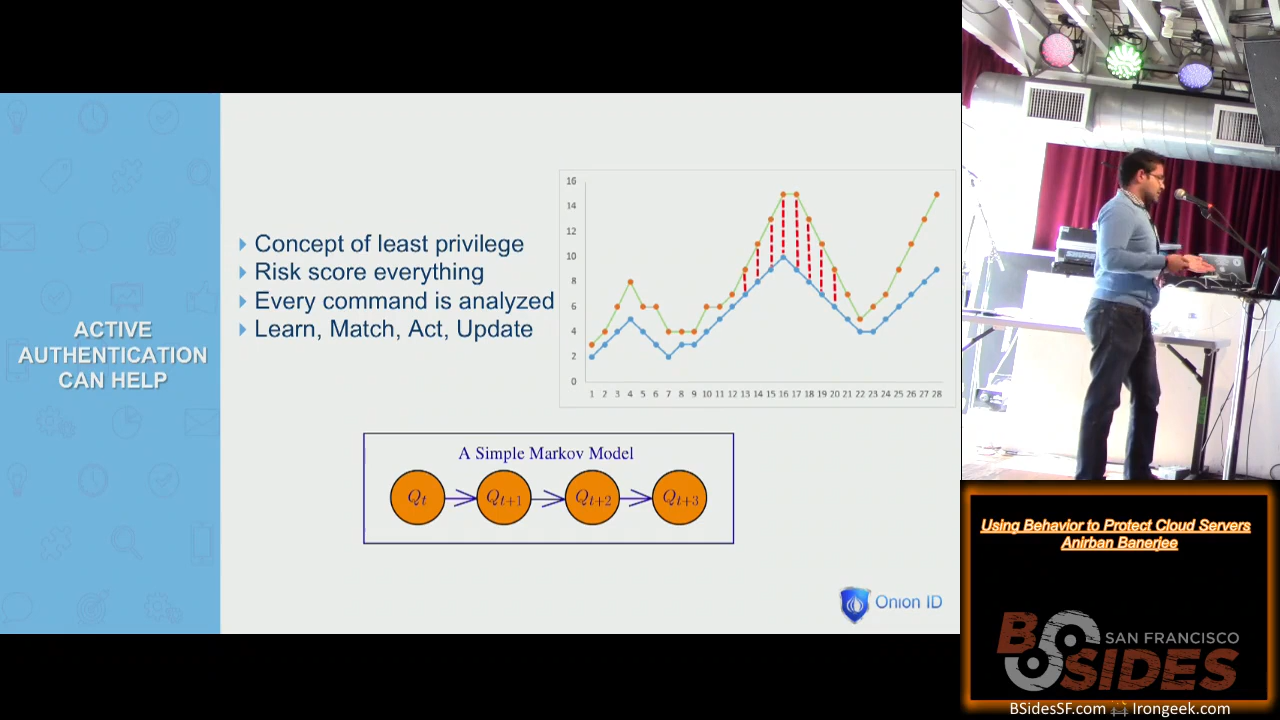 ACTIVE
AUTHENTICATION
CAN HELP
Concept of least privilege
Risk score everything
Every command is analyzed
Learn, Match, Act, Update
16
14
12
10
8
6
4
2
0
1 2 3 4 5 6 7 8 9 10 11 12 13 14 15 16 17 18 19 20 21 22 23 24 25 26 27 28
A Simple Markov Model
Qt Qt+1 Qt+2 Qt+3
Onion ID
Using Behavior to Protect Cloud Servers
Anirban Banerjee
BSIDES
SAN FRANCISCO
BSidesSF.com Irongeek.com